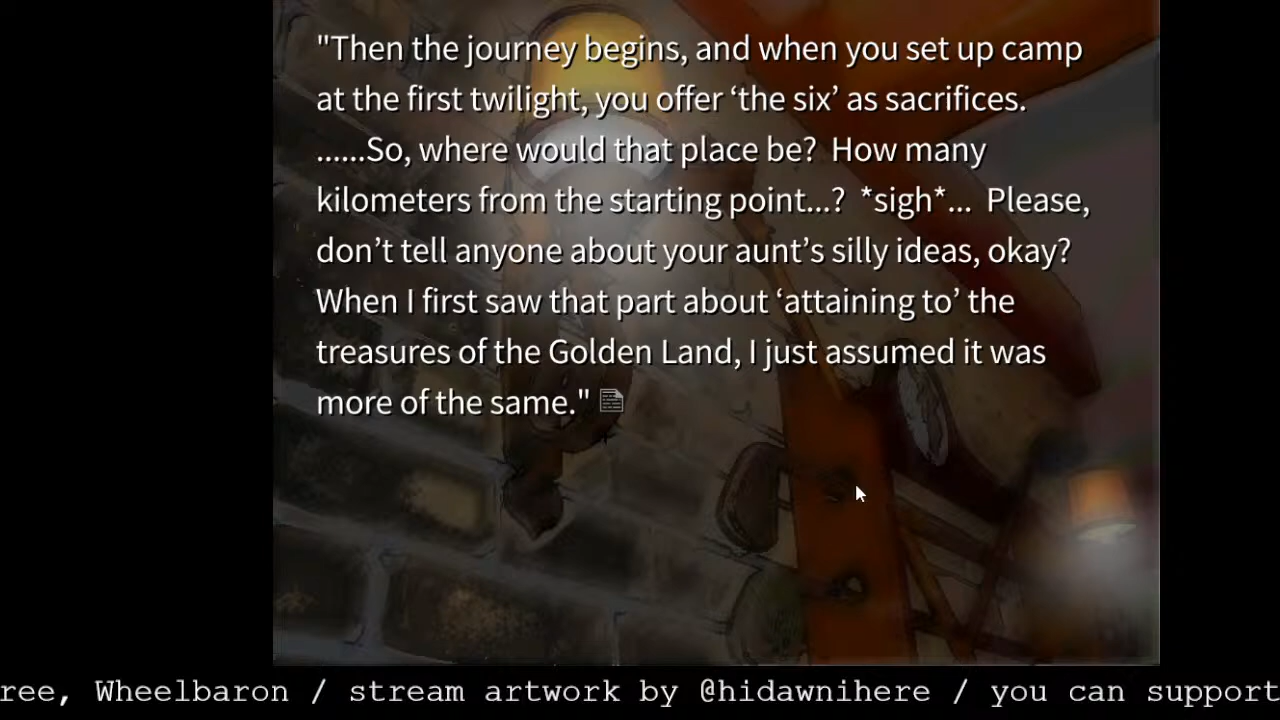 "Then the journey begins, and when you set up camp
at the first twilight, you offer ‘the six’ as sacrifices.
......So, where would that place be?  How many
kilometers from the starting point...?  *sigh*...  Please,
don’t tell anyone about your aunt’s silly ideas, okay?
When I first saw that part about ‘attaining to’ the
treasures of the Golden Land, I just assumed it was
more of the same."
ree, Wheelbaron / stream artwork by @hidawnihere / you can support